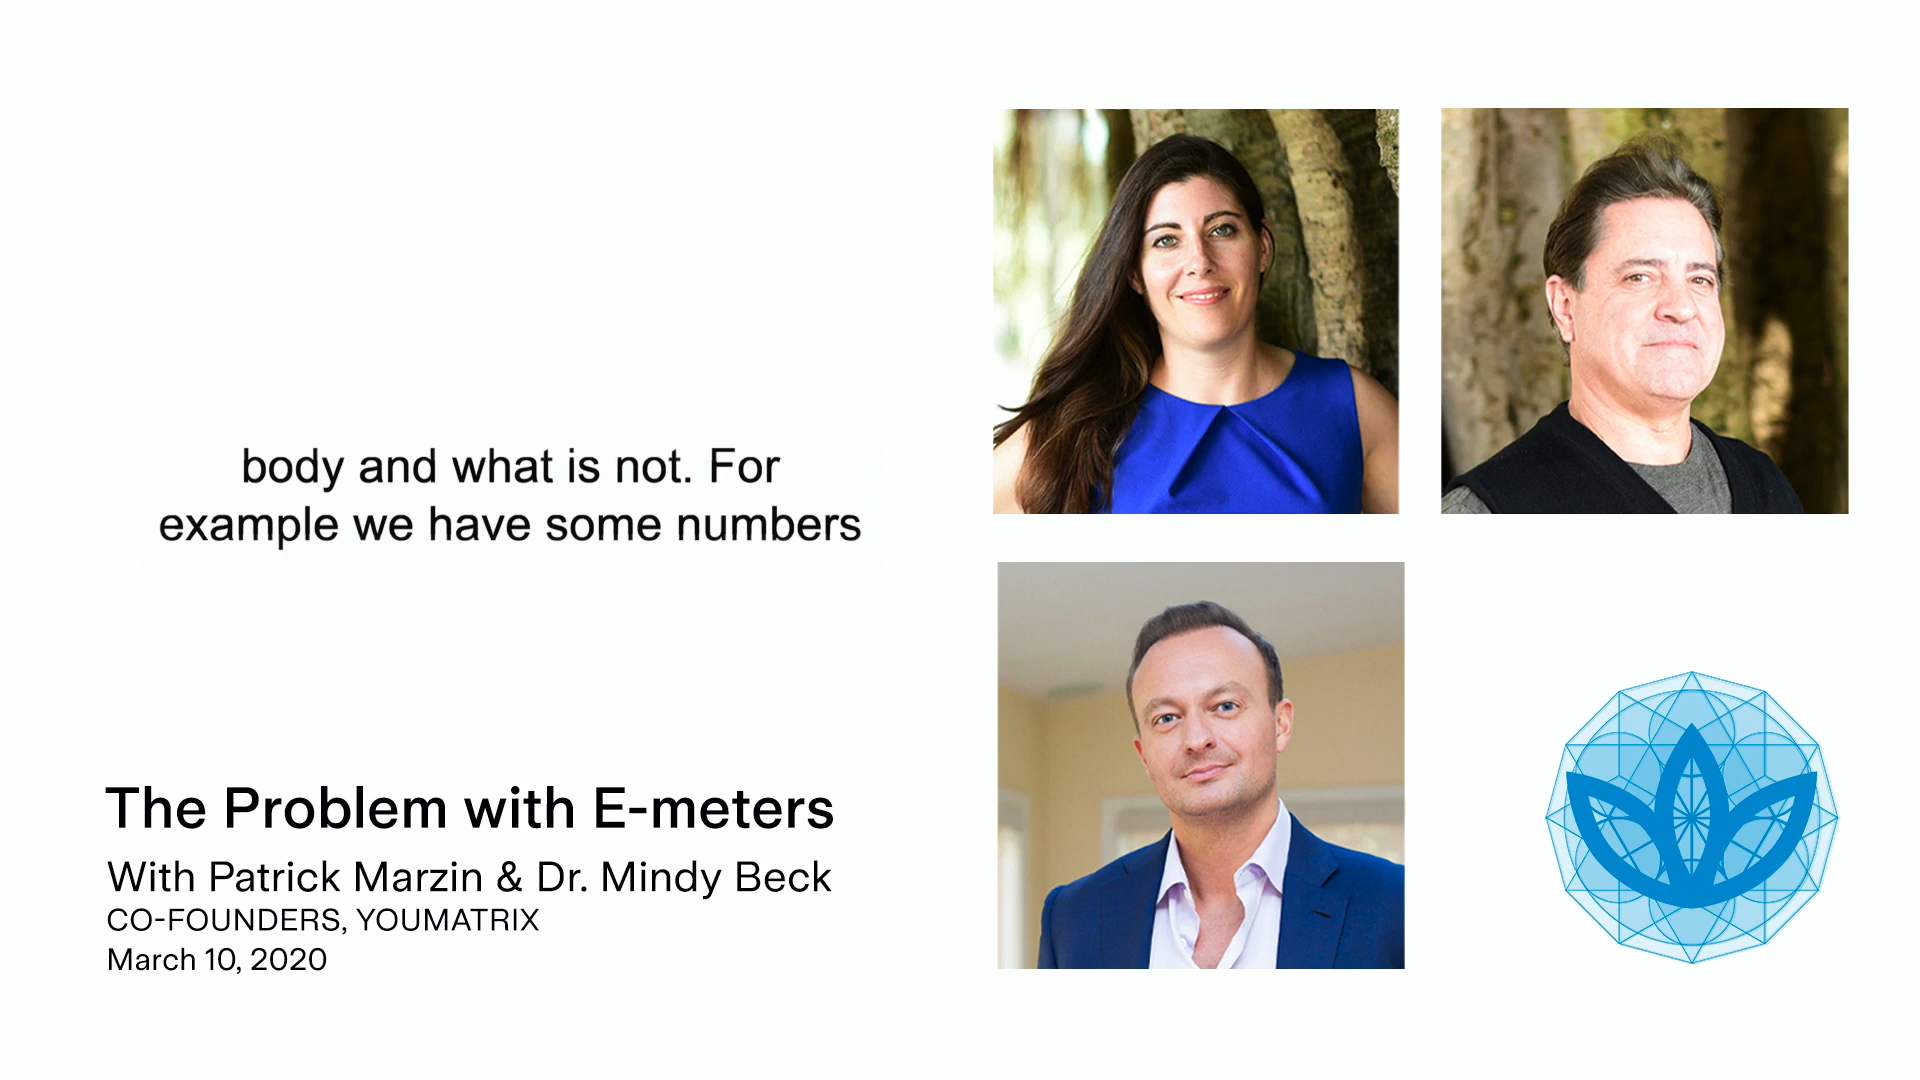 body and what is not. For
example we have some numbers
The Problem with E-meters
With Patrick Marzin & Dr. Mindy Beck
CO-FOUNDERS, YOUMATRIX
March 10, 2020